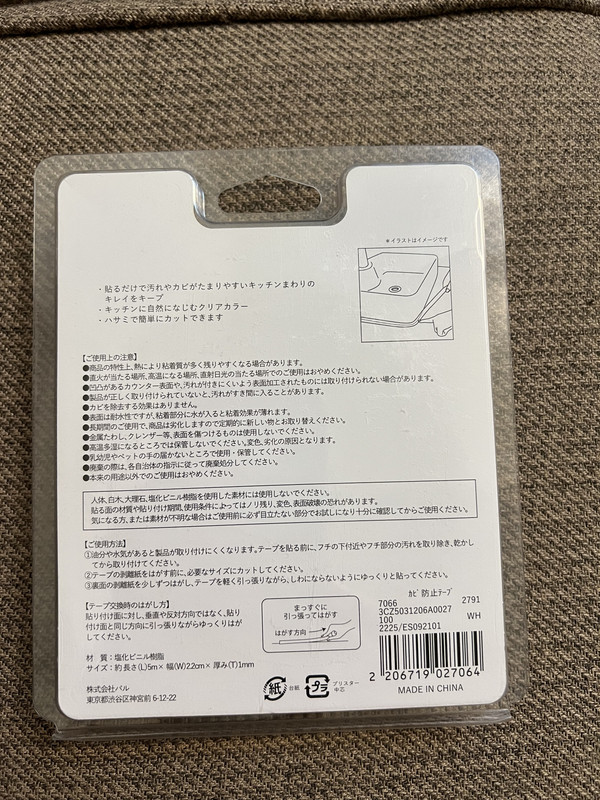 ＊イラストはイメージです
・貼るだけで汚れやカビがたまりやすいキッチンまわりの
キレイをキープ
・キッチンに自然になじむクリアカラー
・ハサミで簡単にカットできます
【ご使用上の注意】
●商品の特性上、熱により粘着質が多く残りやすくなる場合があります。
●直火が当たる場所、高温になる場所、直射日光の当たる場所でのご使用はおやめください。
●凹凸があるカウンター表面や、汚れが付きにくいよう表面加工されたものには取り付けられない場合があります。
●製品が正しく取り付けられていないと、汚れがすき間に入ることがあります。
●カビを除去する効果はありません。
●表面は耐水性ですが、粘着部分に水が入ると粘着効果が薄れます。
●長期間のご使用で、商品は劣化しますので定期的に新しい物とお取り替えください。
●金属たわし、クレンザー等、表面を傷つけるものは使用しないでください。
●高温多湿になるところでは保管しないでください。変色、劣化の原因となります。
●乳幼児やペットの手の届かないところで使用・保管してください。
●廃棄の際は、各自治体の指示に従って廃棄処分してください。
●本来の用途以外でのご使用はおやめください。
人体、白木、大理石、塩化ビニル樹脂を使用した素材には使用しないでください。
貼る面の材質や貼り付け期間、使用条件によってはノリ残り、変色、表面破壊の恐れがあります。
気になる方、または素材が不明な場合はご使用前に必ず目立たない部分でお試しになり十分に確認してからご使用ください。
【ご使用方法】
①油分や水気があると製品が取り付けにくくなります。テープを貼る前に、フチの下付近やフチ部分の汚れを取り除き、乾かし
てから取り付けてください。
②テープの剥離紙をはがす前に、必要なサイズにカットしてください。
③裏面の剥離紙を少しずつはがし、テープを軽く引っ張りながら、しわにならないようにゆっくりと貼ってください。
【テープ交換時のはがし方】
貼り付け面に対し、垂直や反対方向ではなく、貼り
付け面と同じ方向に引っ張りながらゆっくりはが
してください。
まっすぐに
引っ張ってはがす
はがす方向
材　質：塩化ビニル樹脂
サイズ：約 長さ(L)5m× 幅(W)2.2cm× 厚み(T)1mm
株式会社パル
東京都渋谷区神宮前 6-12-22
紙
台紙
プラ
ブリスター
中芯
カビ 防止テープ
7066 2791
3CZ5031206A0027
100 WH
2225/ES092101
2 206719 027064
MADE IN CHINA